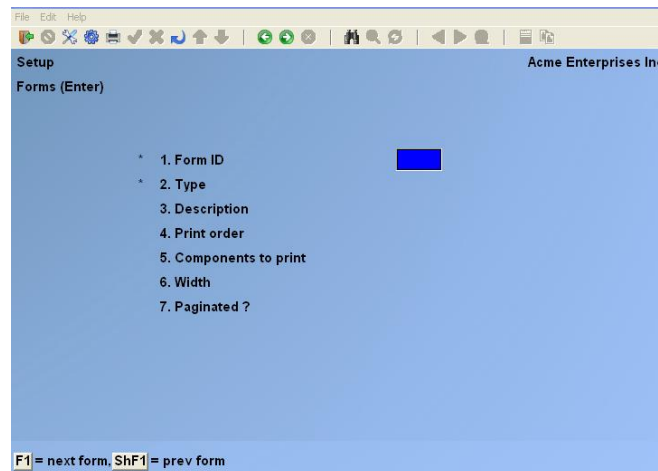 File Edit Help
Setup
Acme Enterprises In
Forms (Enter)
* 1. Form ID
* 2. Type
3. Description
4. Print order
5. Components to print
6. Width
7. Paginated ?
F1 = next form, ShF1 = prev form